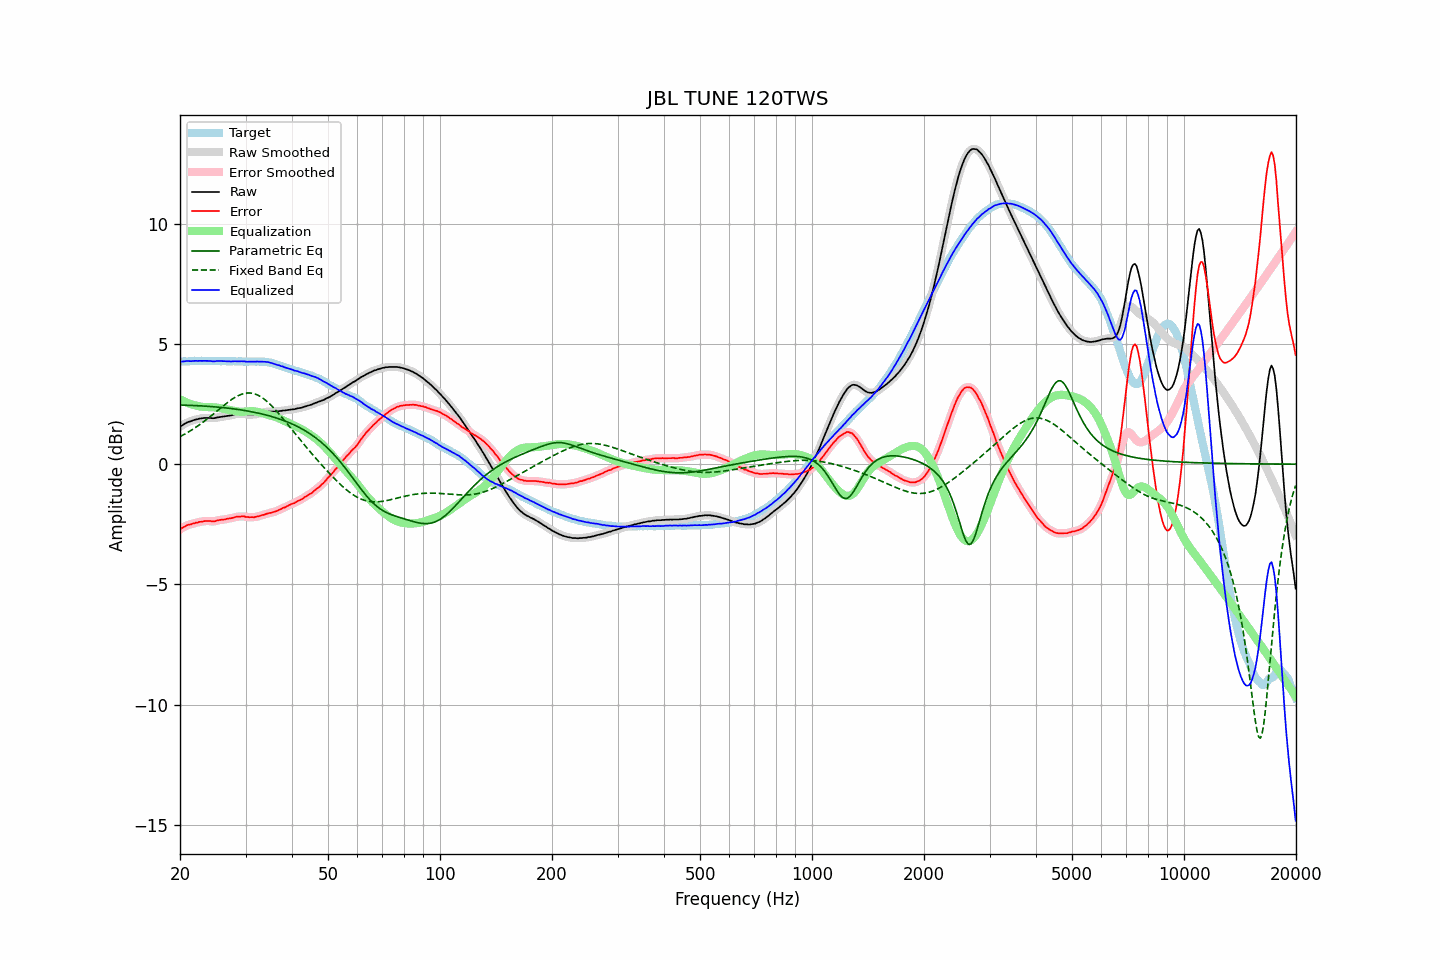 JBL TUNE 120TWS
Target
Raw Smoothed
Error Smoothed
Raw
Error
Equalization
Parametric Eq
Fixed Band Eq
Equalized
Amplitude (dBr)
10
5
0
−5
−10
−15
20 50 100 200 500 1000 2000 5000 10000 20000
Frequency (Hz)